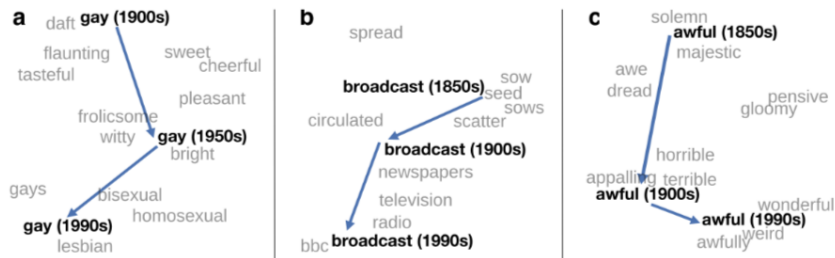 a
daft gay (1900s)
flaunting sweet
tasteful cheerful
pleasant
frolicsome
witty gay (1950s)
bright
gays bisexual
homosexual
gay (1990s)
lesbian
b
spread
broadcast (1850s) sow
seed
sows
circulated scatter
broadcast (1900s)
newspapers
television
radio
bbc broadcast (1990s)
c
solemn
awful (1850s)
majestic
awe
dread
pensive
gloomy
horrible
appalling terrible
awful (1900s)
wonderful
awful (1990s)
weird
awfully